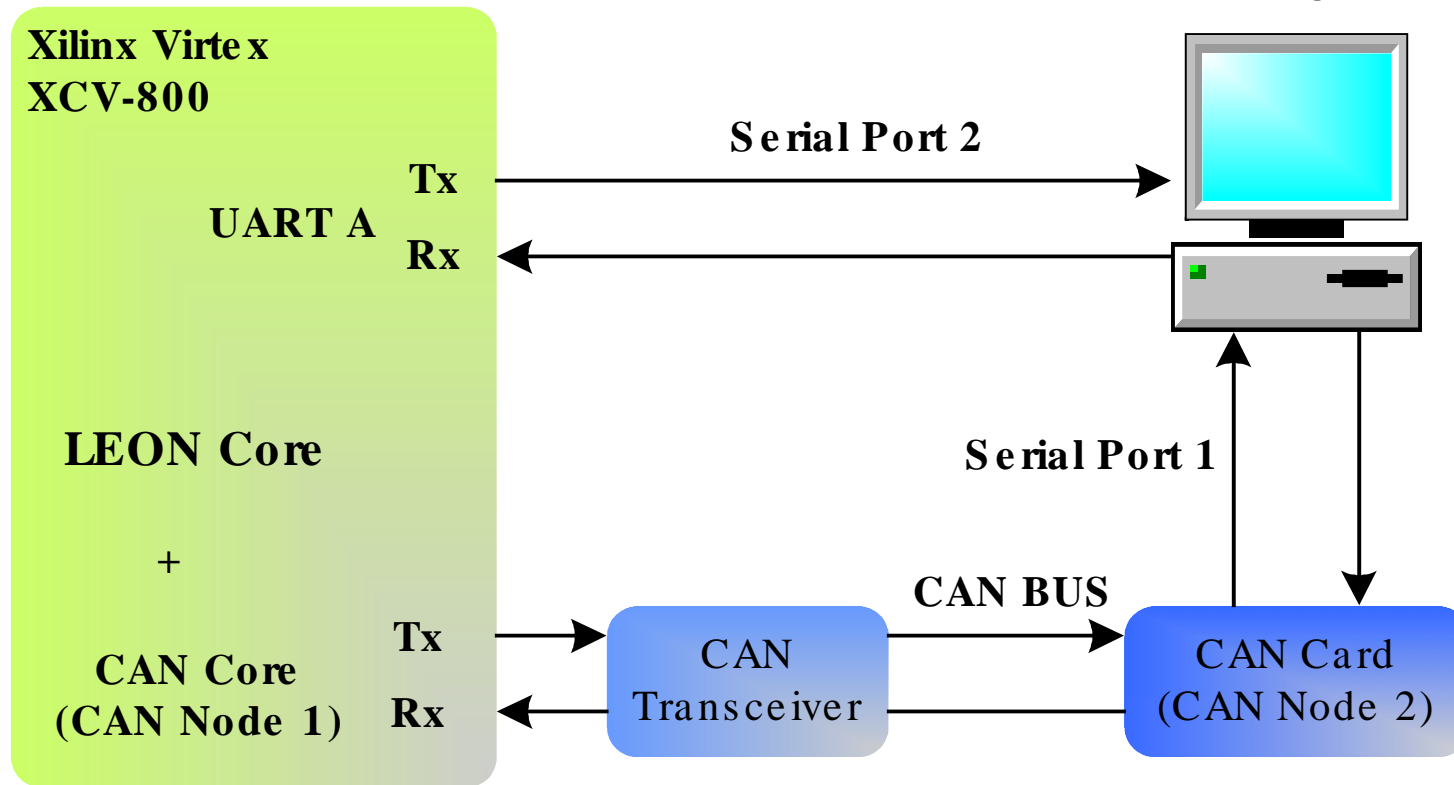 Xilinx Virtex
XCV-800
Serial Port 2
Tx
UART A
Rx
LEON Core
Serial Port 1
+
CAN BUS
Tx
CAN Core
(CAN Node 1)
Rx
CAN
Transceiver
CAN Card
(CAN Node 2)